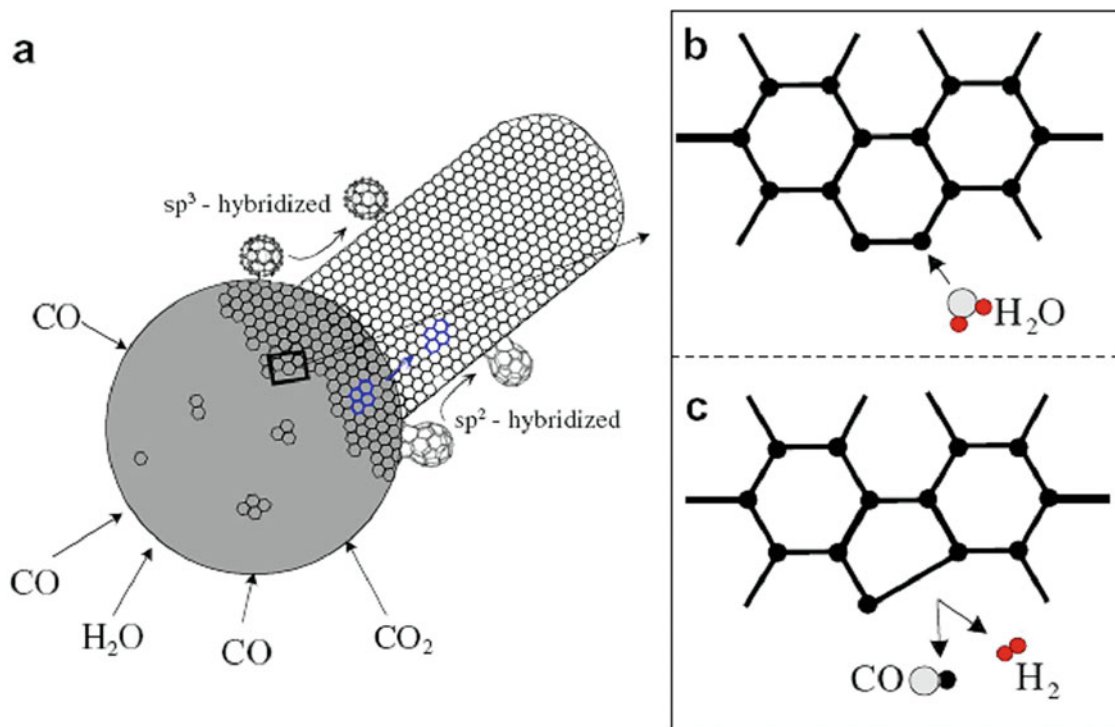 a
sp³ - hybridized
CO
sp² - hybridized
CO
H₂O
CO
CO₂
b
H₂O
c
CO
H₂